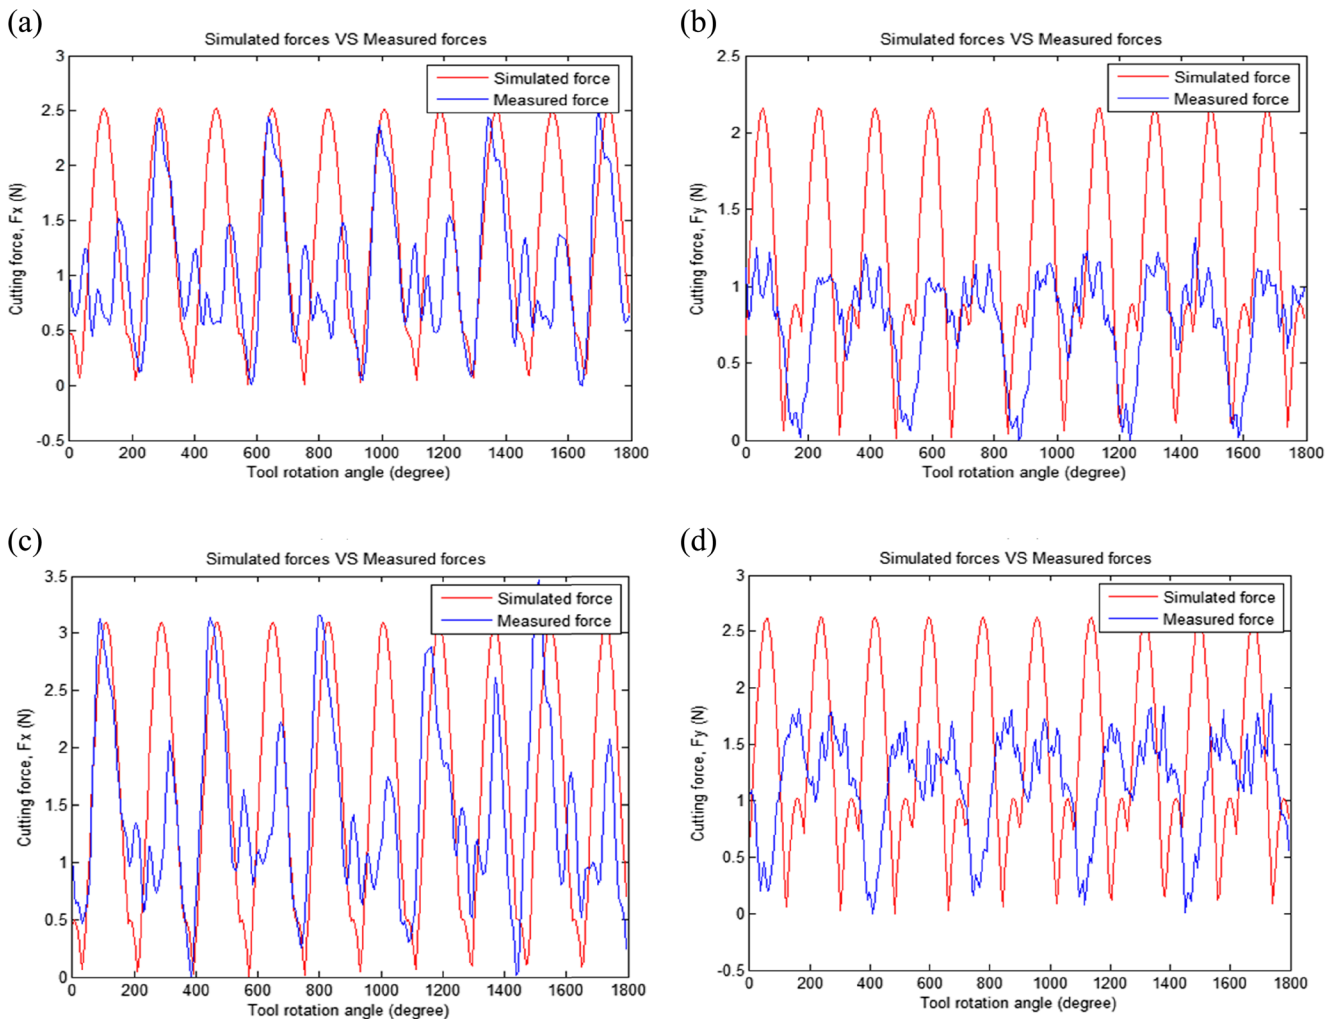 (a)
Simulated forces VS Measured forces
Simulated force
Measured force
Cutting force, Fx (N)
3
2.5
2
1.5
1
0.5
0
-0.5
0 200 400 600 800 1000 1200 1400 1600 1800
Tool rotation angle (degree)
(b)
Simulated forces VS Measured forces
Simulated force
Measured force
Cutting force, Fy (N)
2.5
2
1.5
1
0.5
0
0 200 400 600 800 1000 1200 1400 1600 1800
Tool rotation angle (degree)
(c)
Simulated forces VS Measured forces
Simulated force
Measured force
Cutting force, Fx (N)
3.5
3
2.5
2
1.5
1
0.5
0
0 200 400 600 800 1000 1200 1400 1600 1800
Tool rotation angle (degree)
(d)
Simulated forces VS Measured forces
Simulated force
Measured force
Cutting force, Fy (N)
3
2.5
2
1.5
1
0.5
0
-0.5
0 200 400 600 800 1000 1200 1400 1600 1800
Tool rotation angle (degree)